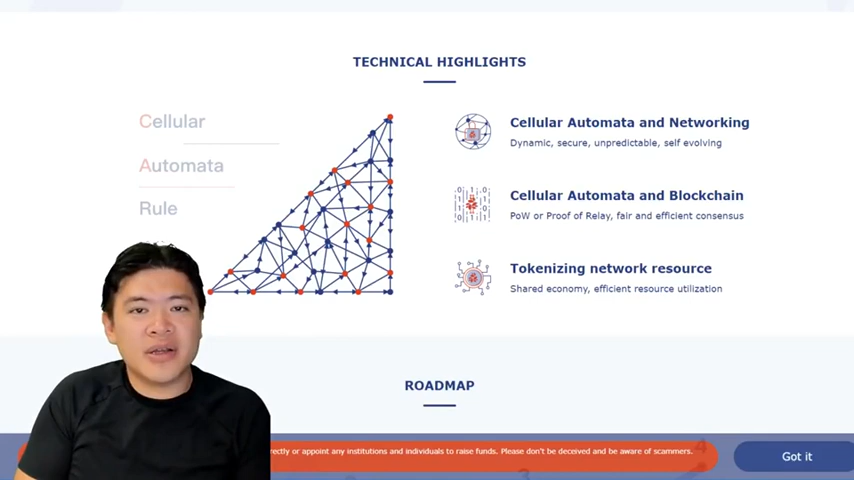 TECHNICAL HIGHLIGHTS
Cellular
Automata
Rule
Cellular Automata and Networking
Dynamic, secure, unpredictable, self evolving
Cellular Automata and Blockchain
PoW or Proof of Relay, fair and efficient consensus
Tokenizing network resource
Shared economy, efficient resource utilization
ROADMAP
or appoint any institutions and individuals to raise funds. Please don't be deceived and be aware of scammers.
Got it